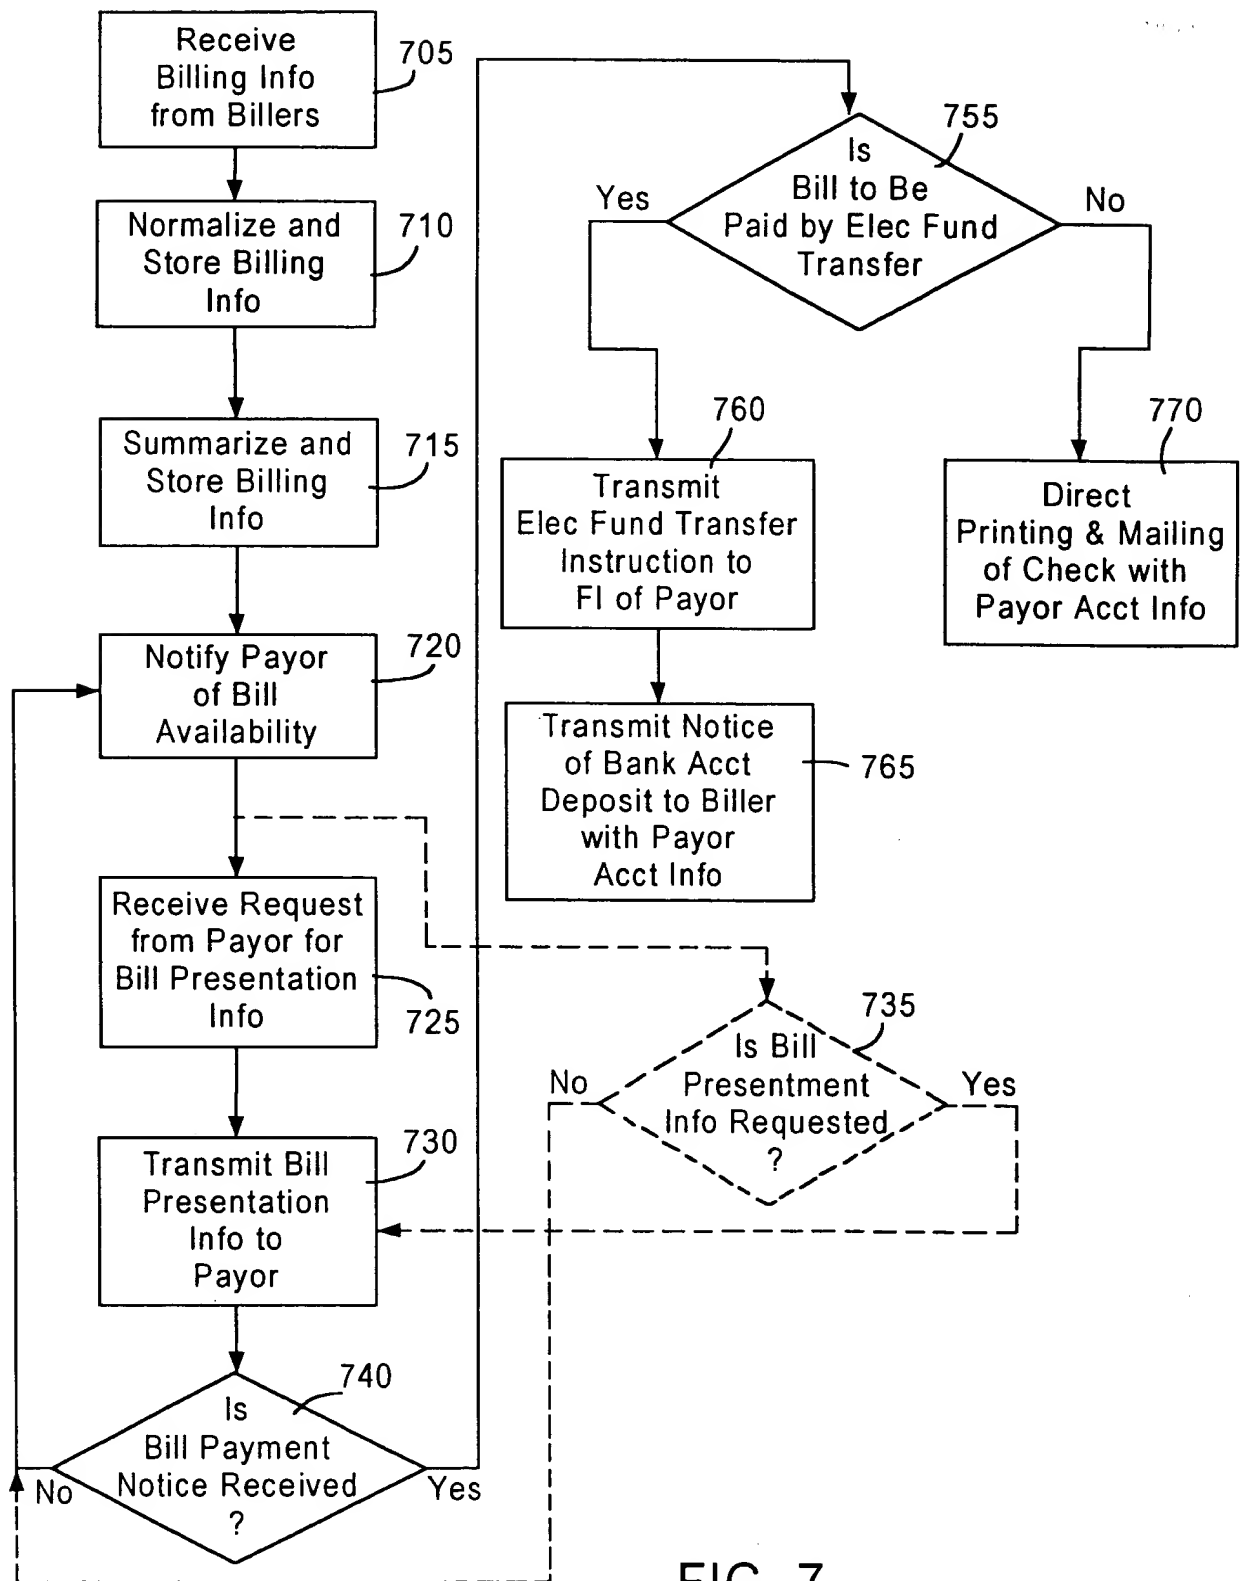 Receive
Billing Info
from Billers
705
Normalize and
Store Billing
Info
710
Summarize and
Store Billing
Info
715
Notify Payor
of Bill
Availability
720
Receive Request
from Payor for
Bill Presentation
Info
725
Transmit Bill
Presentation
Info to
Payor
730
Is
Bill Payment
Notice Received
?
740
No
Yes
Is
Bill to Be
Paid by Elec Fund
Transfer
755
Yes
No
Transmit
Elec Fund Transfer
Instruction to
FI of Payor
760
Direct
Printing & Mailing
of Check with
Payor Acct Info
770
Transmit Notice
of Bank Acct
Deposit to Biller
with Payor
Acct Info
765
Is Bill
Presentment
Info Requested
?
735
No
Yes
FIG. 7